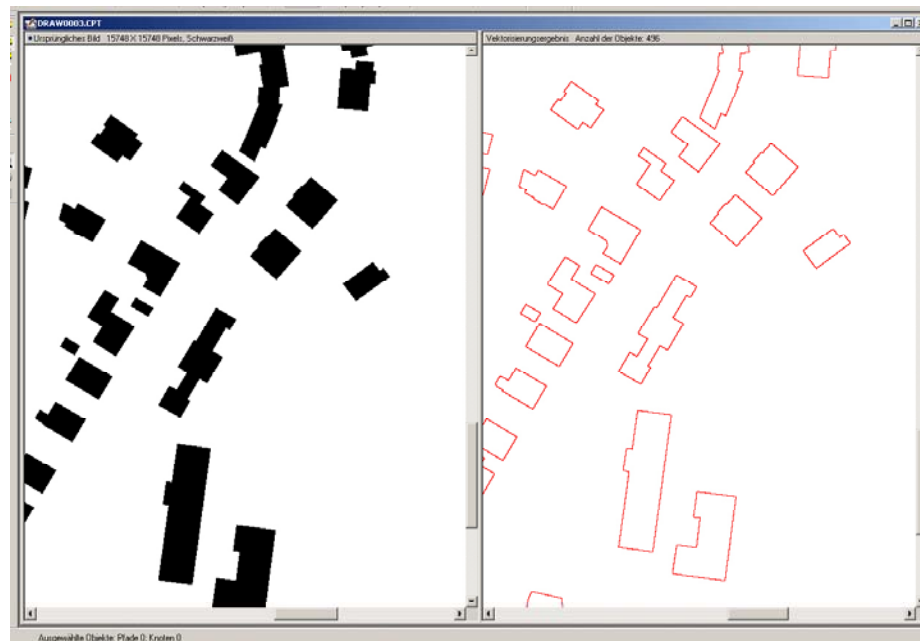 DRAW0003.CPT
Ursprüngliches Bild 15748 X 15748 Pixels, Schwarzweiß
Vektorisierungsergebnis Anzahl der Objekte: 496
Ausgewählte Objekte: Pfade 0; Knoten 0